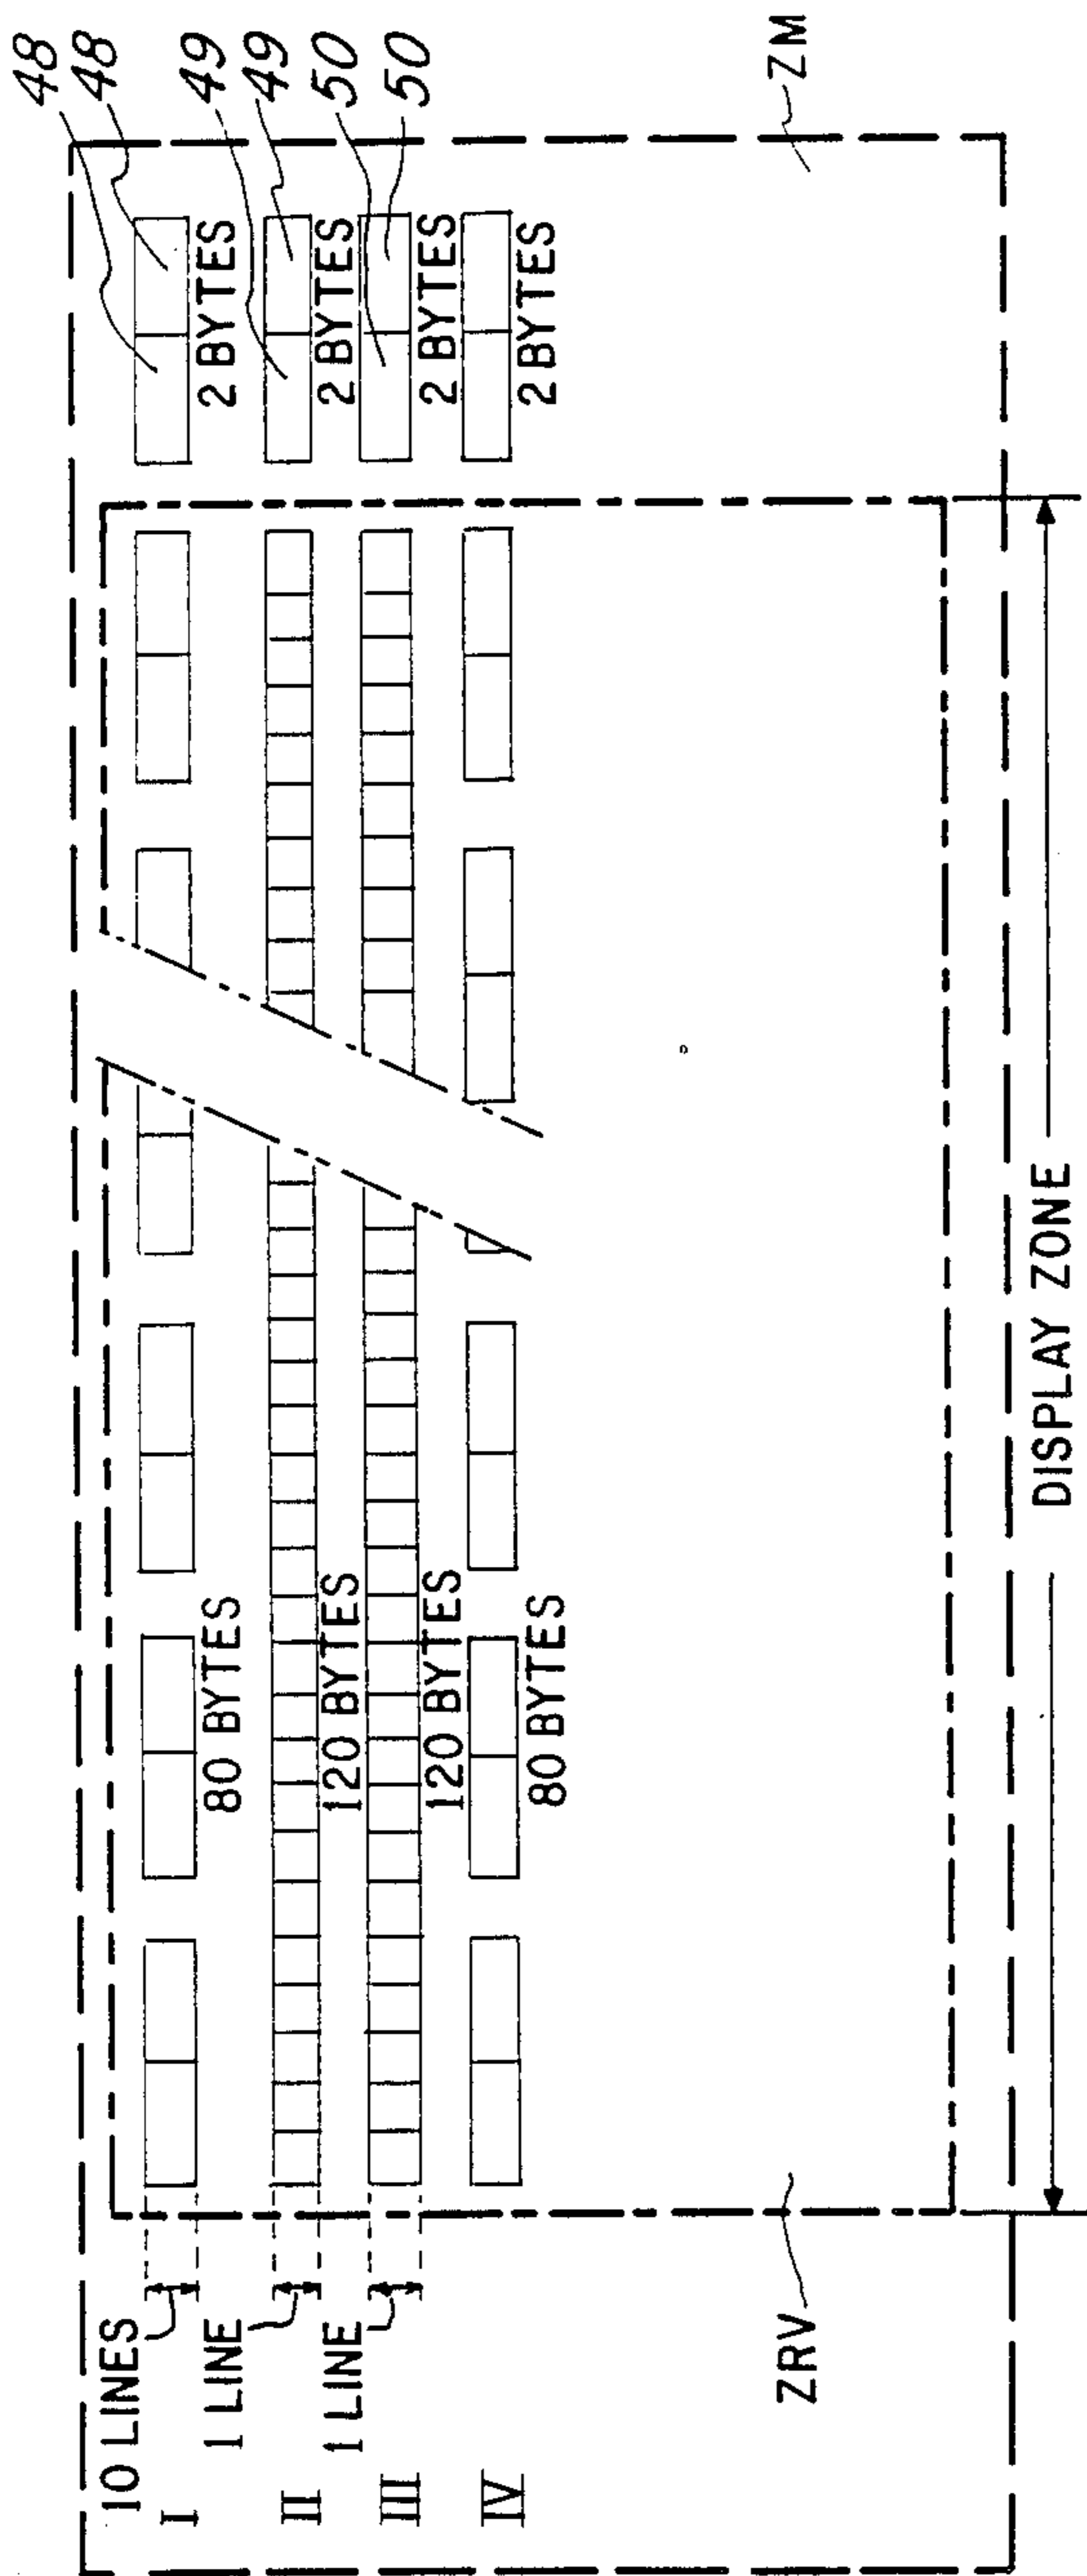 10 LINES
1 LINE
1 LINE
I
II
III
IV
80 BYTES
120 BYTES
120 BYTES
80 BYTES
2 BYTES
2 BYTES
2 BYTES
2 BYTES
48
48
49
49
50
50
ZRV
ZM
DISPLAY ZONE